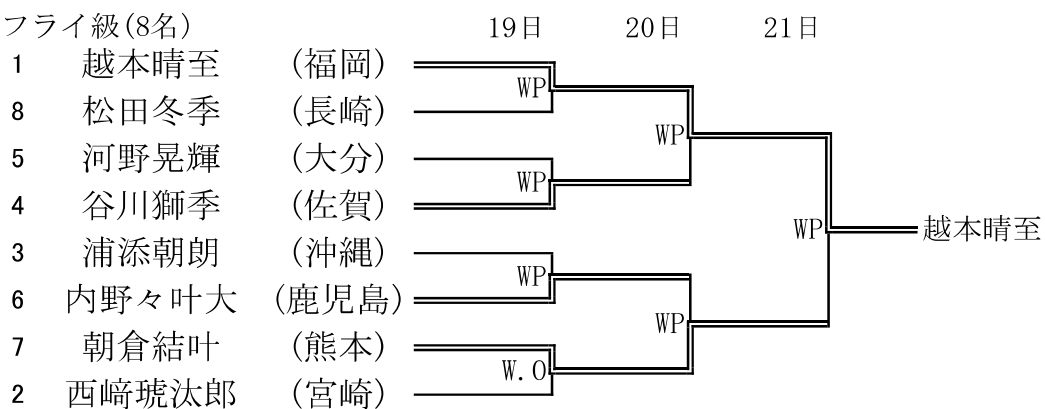 フライ級(8名) 19日 20日 21日
1 越本晴至 (福岡)
WP
8 松田冬季 (長崎)
WP
5 河野晃輝 (大分)
WP
4 谷川獅季 (佐賀)
WP 越本晴至
3 浦添朝朗 (沖縄)
WP
6 内野々叶大 (鹿児島)
WP
7 朝倉結叶 (熊本)
W.O
2 西﨑琥汰郎 (宮崎)